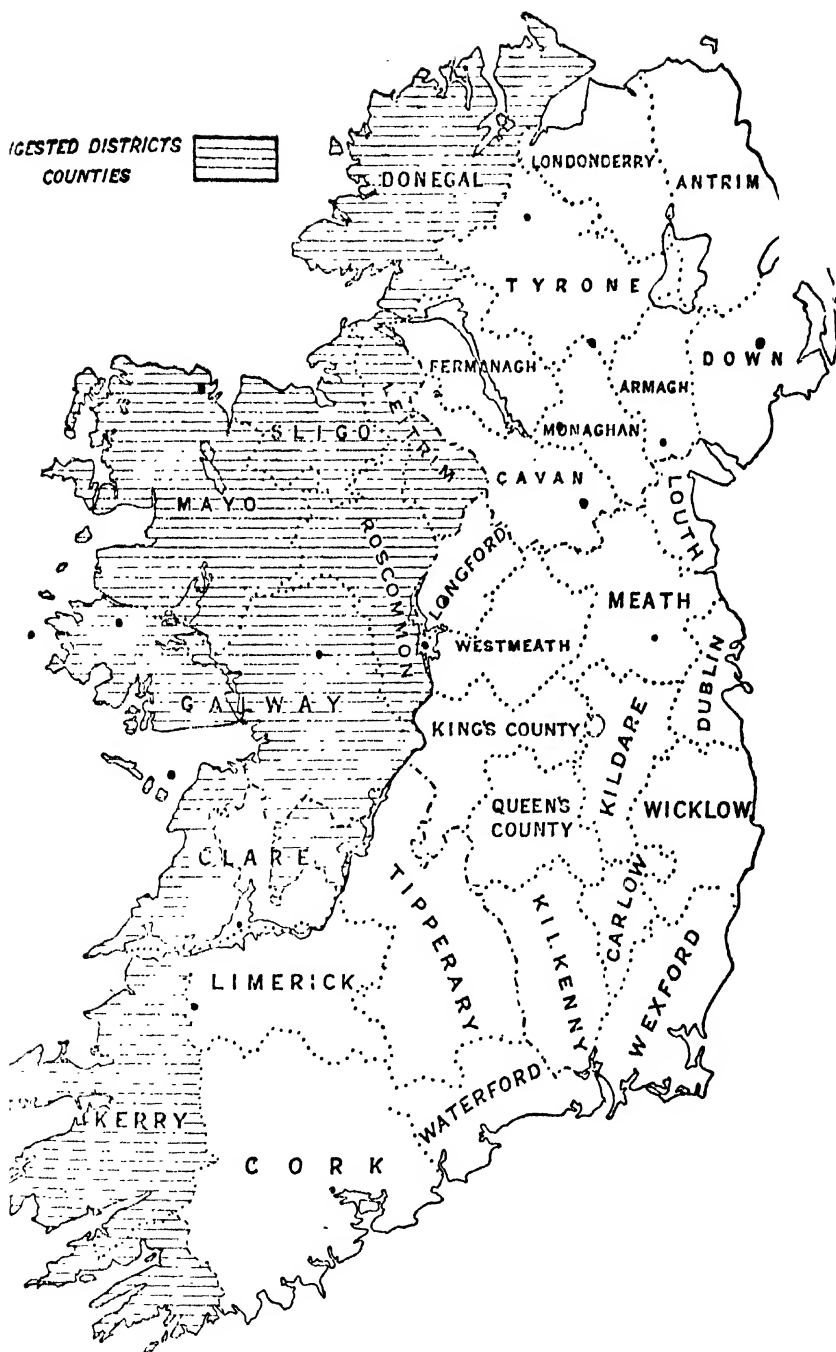 IGESTED DISTRICTS
COUNTIES
DONEGAL
LONDONDERRY
ANTRIM
TYRONE
FERMANAGH
DOWN
ARMAGH
MONAGHAN
LEITRIM
SLIGO
CAVAN
MAYO
LOUTH
ROSCOMMON
LONGFORD
MEATH
WESTMEATH
DUBLIN
GALWAY
KING'S COUNTY
KILDARE
QUEEN'S
COUNTY
WICKLOW
CLARE
TIPPERARY
CARLOW
KILKENNY
LIMERICK
WEXFORD
WATERFORD
KERRY
CORK